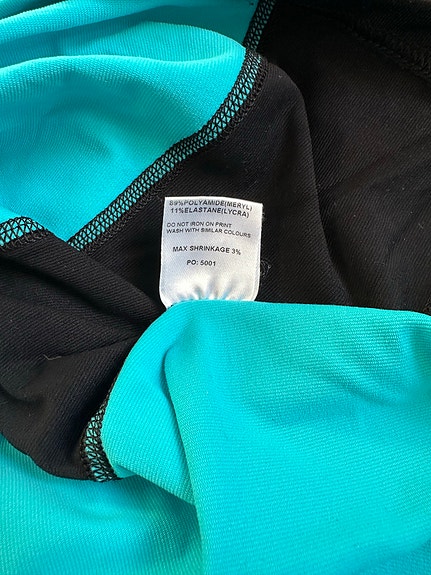 89%POLYAMIDE(MERYL)
11%ELASTANE(LYCRA)
DO NOT IRON ON PRINT
WASH WITH SIMILAR COLOURS
MAX SHRINKAGE 3%
PO: 5001